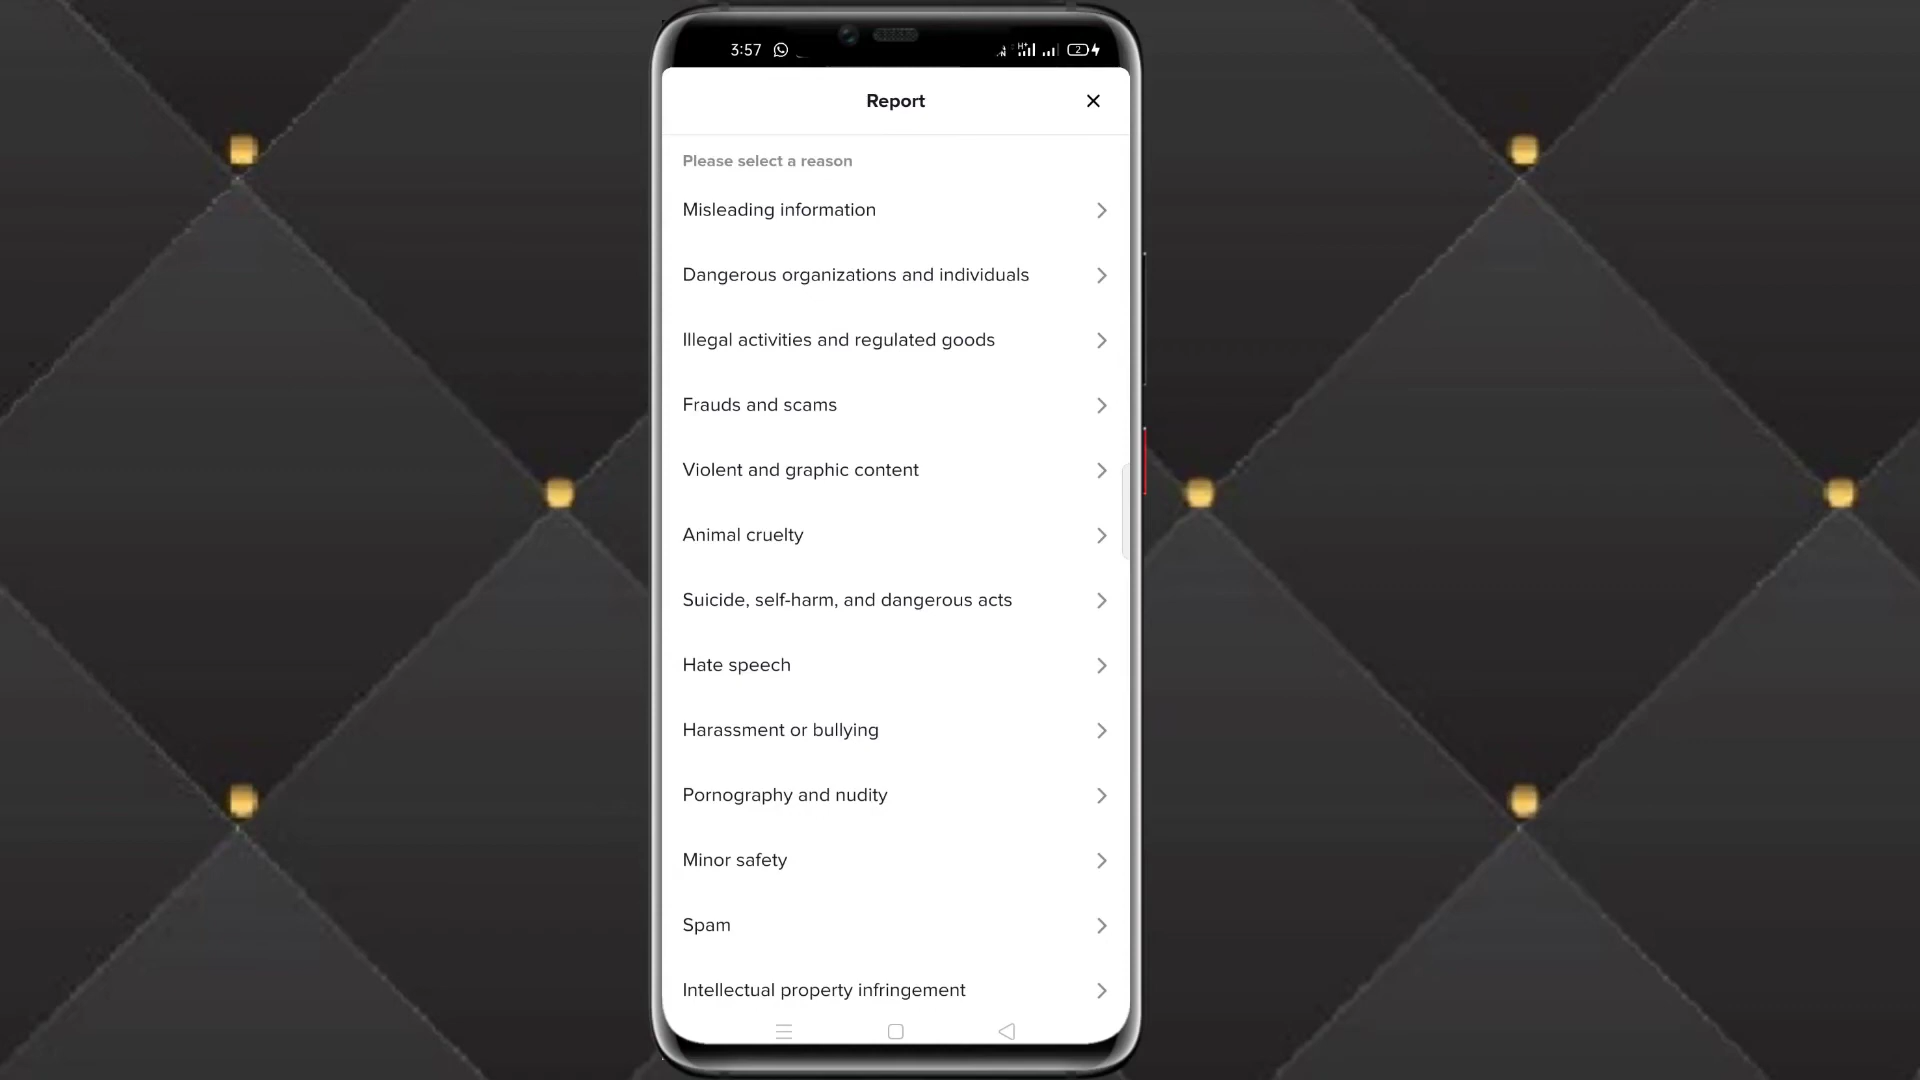 3:57
H+
2
Report
Please select a reason
Misleading information
Dangerous organizations and individuals
Illegal activities and regulated goods
Frauds and scams
Violent and graphic content
Animal cruelty
Suicide, self-harm, and dangerous acts
Hate speech
Harassment or bullying
Pornography and nudity
Minor safety
Spam
Intellectual property infringement